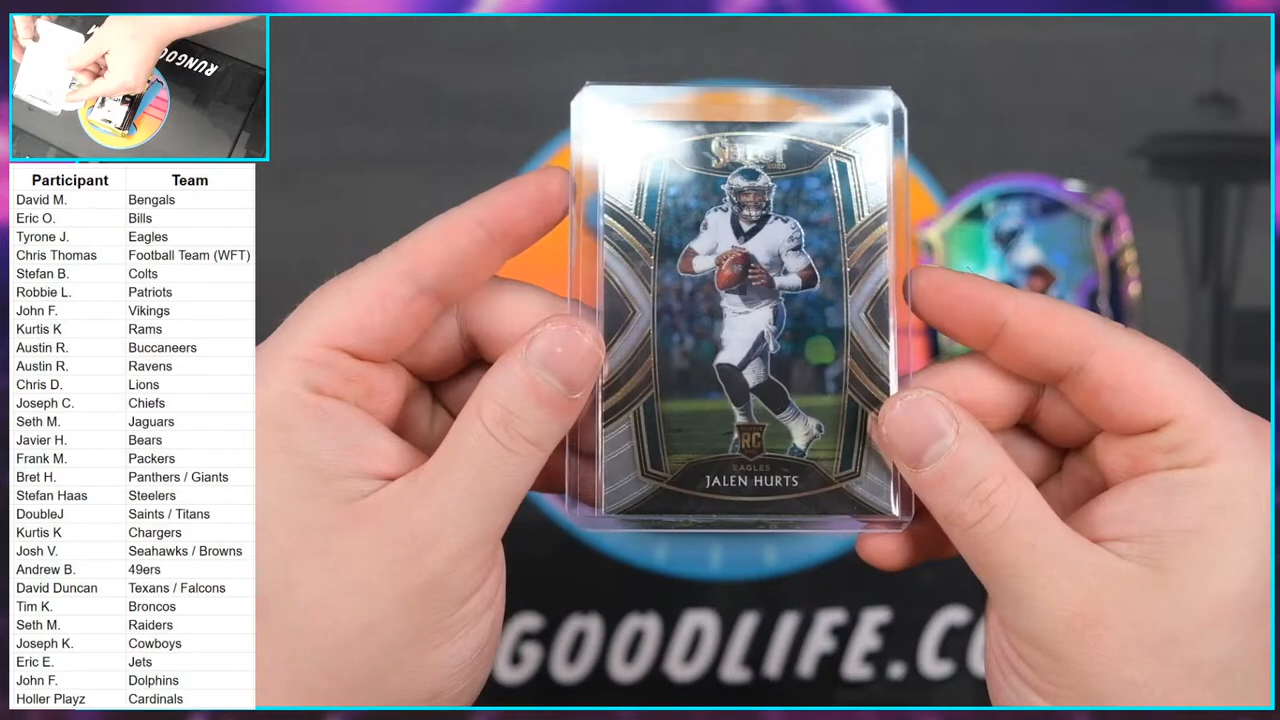 RUNGOOD
Participant Team
David M. Bengals
Eric O. Bills
Tyrone J. Eagles
Chris Thomas Football Team (WFT)
Stefan B. Colts
Robbie L. Patriots
John F. Vikings
Kurtis K Rams
Austin R. Buccaneers
Austin R. Ravens
Chris D. Lions
Joseph C. Chiefs
Seth M. Jaguars
Javier H. Bears
Frank M. Packers
Bret H. Panthers / Giants
Stefan Haas Steelers
DoubleJ Saints / Titans
Kurtis K Chargers
Josh V. Seahawks / Browns
Andrew B. 49ers
David Duncan Texans / Falcons
Tim K. Broncos
Seth M. Raiders
Joseph K. Cowboys
Eric E. Jets
John F. Dolphins
Holler Playz Cardinals
SELECT
2020
RC
EAGLES
JALEN HURTS
GOODLIFE.C